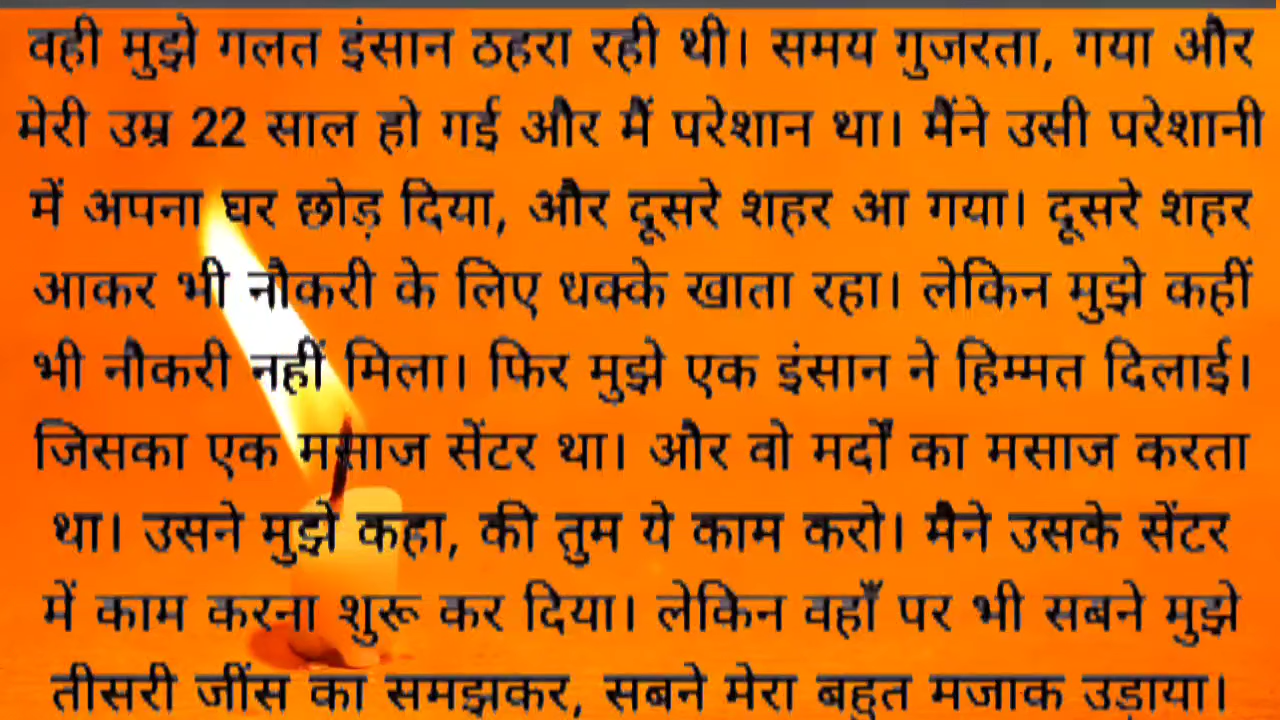 वही मुझे गलत इंसान ठहरा रही थी। समय गुजरता, गया और
मेरी उम्र 22 साल हो गई और मैं परेशान था। मैंने उसी परेशानी
में अपना घर छोड़ दिया, और दूसरे शहर आ गया। दूसरे शहर
आकर भी नौकरी के लिए धक्के खाता रहा। लेकिन मुझे कहीं
भी नौकरी नहीं मिला। फिर मुझे एक इंसान ने हिम्मत दिलाई।
जिसका एक मसाज सेंटर था। और वो मर्दों का मसाज करता
था। उसने मुझे कहा, की तुम ये काम करो। मैने उसके सेंटर
में काम करना शुरू कर दिया। लेकिन वहाँ पर भी सबने मुझे
तीसरी जींस का समझकर, सबने मेरा बहुत मजाक उड़ाया।